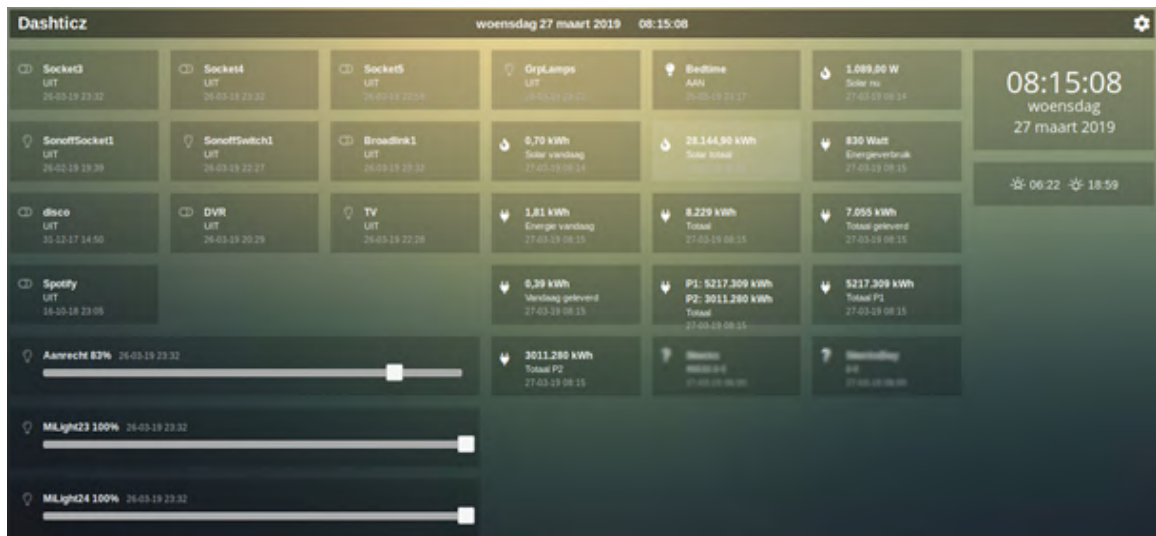 Dashticz
woensdag 27 maart 2019 08:15:08
Socket3
UIT
26-03-19 23:32
Socket4
UIT
26-03-19 23:32
Socket5
UIT
GrpLamps
UIT
Bedtime
AAN
26-03-19 23:17
1.089,00 W
Solar nu
27-03-19 08:14
08:15:08
woensdag
27 maart 2019
SonoffSocket1
UIT
26-02-19 19:39
SonoffSwitch1
UIT
26-03-19 22:27
Broadlink1
UIT
26-03-19 23:32
0,70 kWh
Solar vandaag
27-03-19 08:14
28.144,90 kWh
Solar totaal
830 Watt
Energieverbruik
27-03-19 08:15
06:22 18:59
disco
UIT
31-12-17 14:50
DVR
UIT
26-03-19 20:29
TV
UIT
26-03-19 22:28
1,81 kWh
Energie vandaag
27-03-19 08:15
8.229 kWh
Totaal
27-03-19 08:15
7.055 kWh
Totaal geleverd
27-03-19 08:15
Spotify
UIT
16-10-18 23:05
0,39 kWh
Vandaag geleverd
27-03-19 08:15
P1: 5217.309 kWh
P2: 3011.280 kWh
Totaal
27-03-19 08:15
5217.309 kWh
Totaal P1
27-03-19 08:15
Aanrecht 83% 26-03-19 23:32
3011.280 kWh
Totaal P2
27-03-19 08:15
MiLight23 100% 26-03-19 23:32
MiLight24 100% 26-03-19 23:32